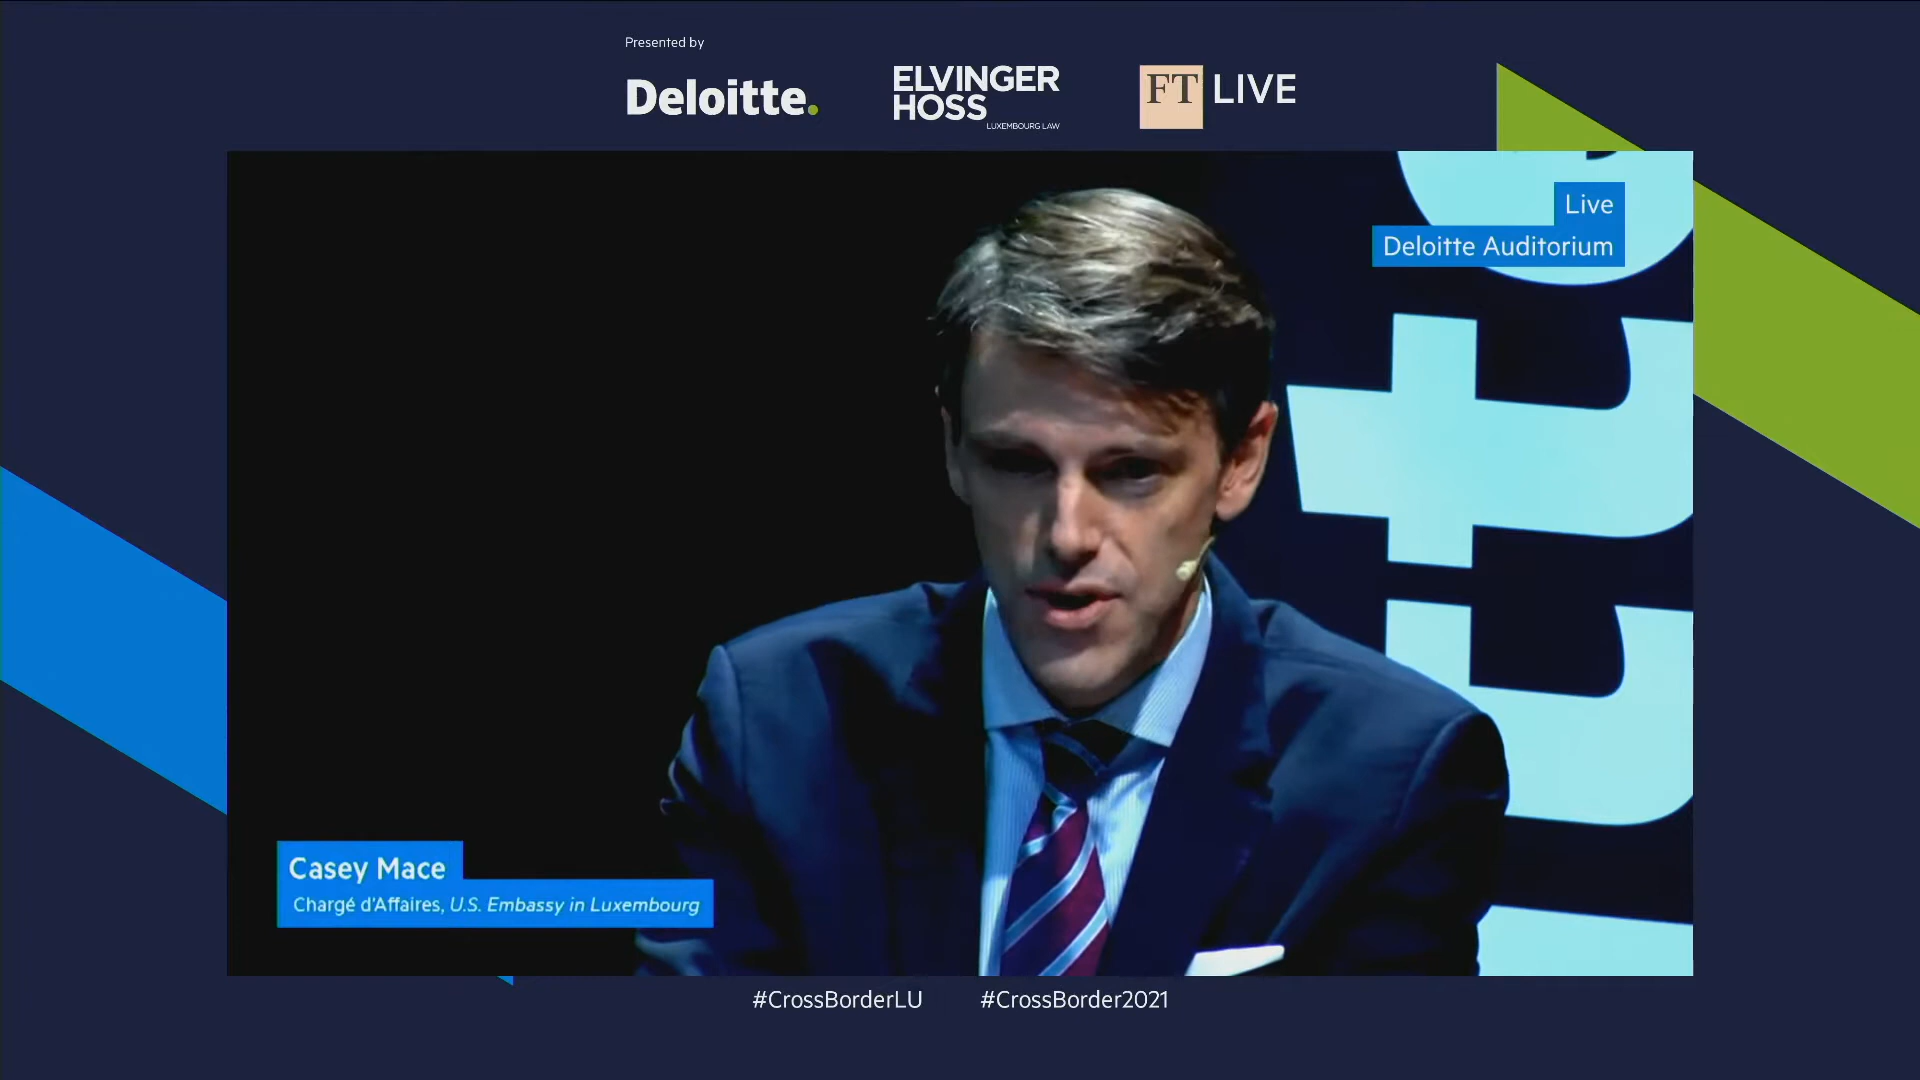 Presented by
Deloitte.
ELVINGER
HOSS
LUXEMBOURG LAW
FT LIVE
Live
Deloitte Auditorium
Casey Mace
Chargé d'Affaires, U.S. Embassy in Luxembourg
#CrossBorderLU #CrossBorder2021